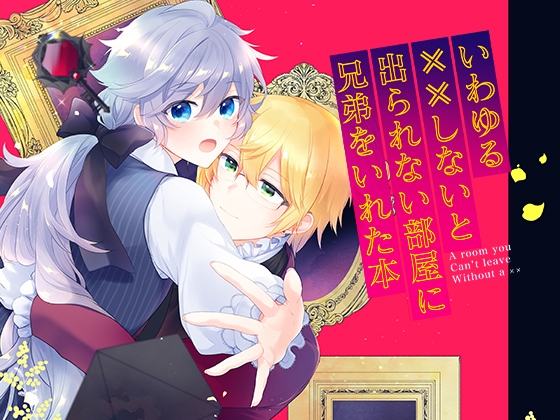 いわゆる
××しないと
出られない部屋に
兄弟をいれた本
A room you
Can't leave
Without a ××